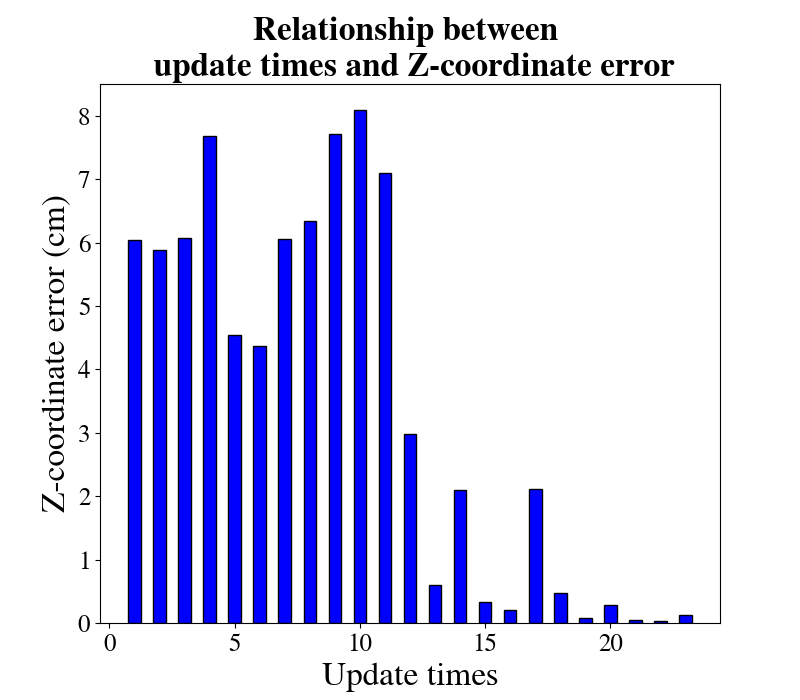 Relationship between
update times and Z-coordinate error
8
7
6
5
4
3
2
1
0
Z-coordinate error (cm)
0 5 10 15 20
Update times